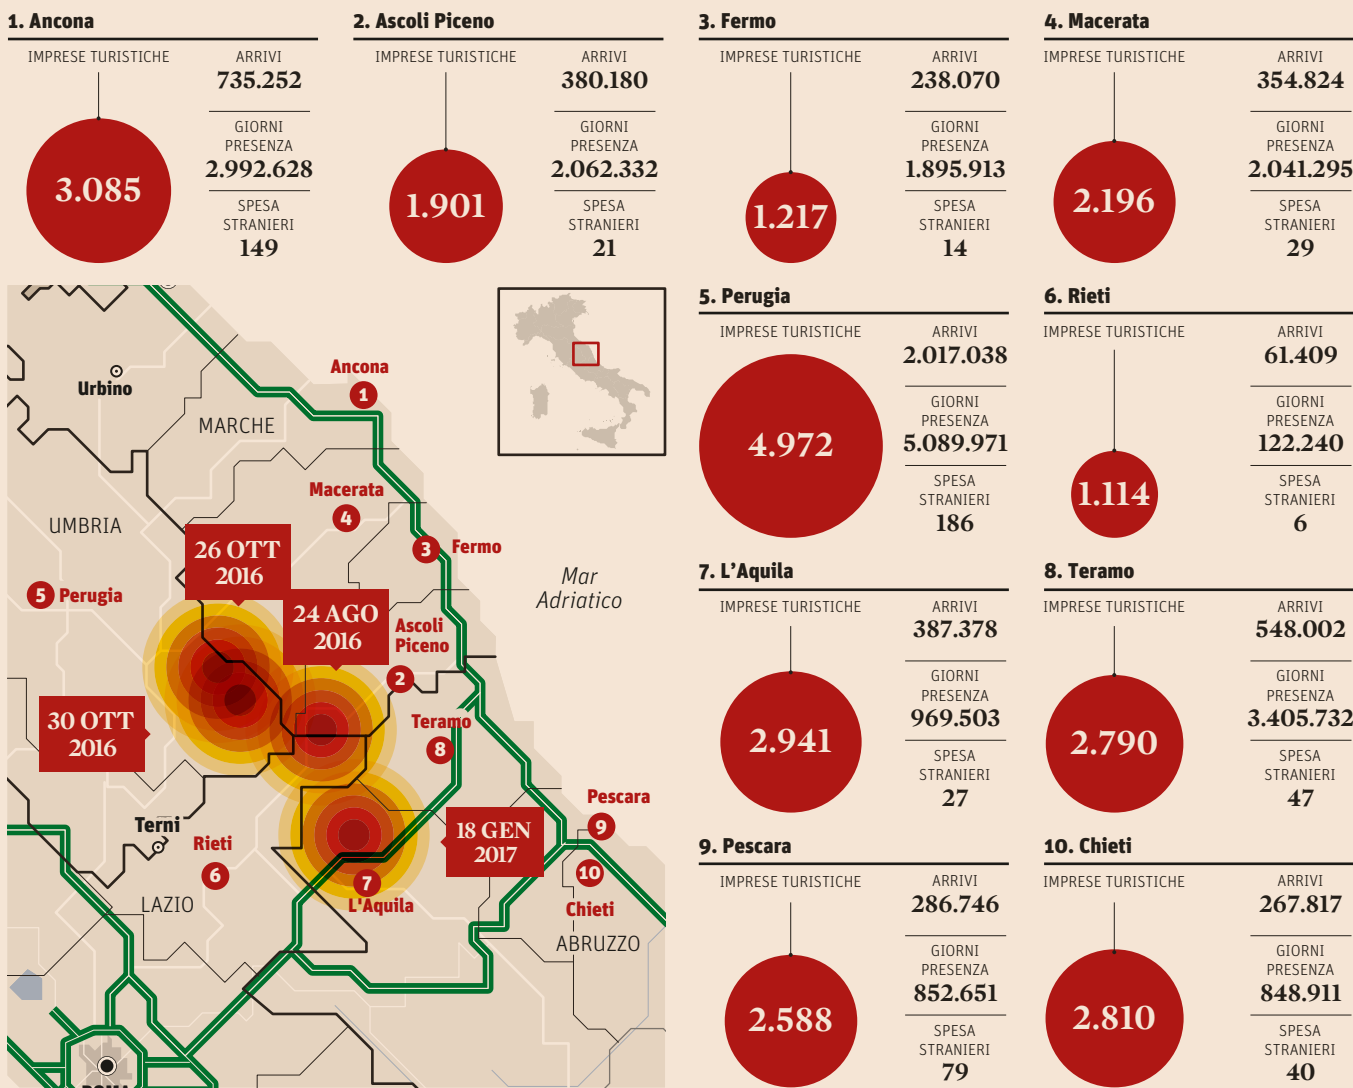 1. Ancona
IMPRESE TURISTICHE
3.085
ARRIVI
735.252
GIORNI
PRESENZA
2.992.628
SPESA
STRANIERI
149
2. Ascoli Piceno
IMPRESE TURISTICHE
1.901
ARRIVI
380.180
GIORNI
PRESENZA
2.062.332
SPESA
STRANIERI
21
3. Fermo
IMPRESE TURISTICHE
1.217
ARRIVI
238.070
GIORNI
PRESENZA
1.895.913
SPESA
STRANIERI
14
4. Macerata
IMPRESE TURISTICHE
2.196
ARRIVI
354.824
GIORNI
PRESENZA
2.041.295
SPESA
STRANIERI
29
5. Perugia
IMPRESE TURISTICHE
4.972
ARRIVI
2.017.038
GIORNI
PRESENZA
5.089.971
SPESA
STRANIERI
186
6. Rieti
IMPRESE TURISTICHE
1.114
ARRIVI
61.409
GIORNI
PRESENZA
122.240
SPESA
STRANIERI
6
7. L'Aquila
IMPRESE TURISTICHE
2.941
ARRIVI
387.378
GIORNI
PRESENZA
969.503
SPESA
STRANIERI
27
8. Teramo
IMPRESE TURISTICHE
2.790
ARRIVI
548.002
GIORNI
PRESENZA
3.405.732
SPESA
STRANIERI
47
9. Pescara
IMPRESE TURISTICHE
2.588
ARRIVI
286.746
GIORNI
PRESENZA
852.651
SPESA
STRANIERI
79
10. Chieti
IMPRESE TURISTICHE
2.810
ARRIVI
267.817
GIORNI
PRESENZA
848.911
SPESA
STRANIERI
40
Urbino
Ancona
1
MARCHE
Macerata
4
UMBRIA
3 Fermo
26 OTT
2016
Mar
Adriatico
5 Perugia
24 AGO
2016
Ascoli
Piceno
2
30 OTT
2016
Teramo
8
Pescara
9
Terni
Rieti
6
18 GEN
2017
10
Chieti
7
L'Aquila
LAZIO
ABRUZZO
ROMA